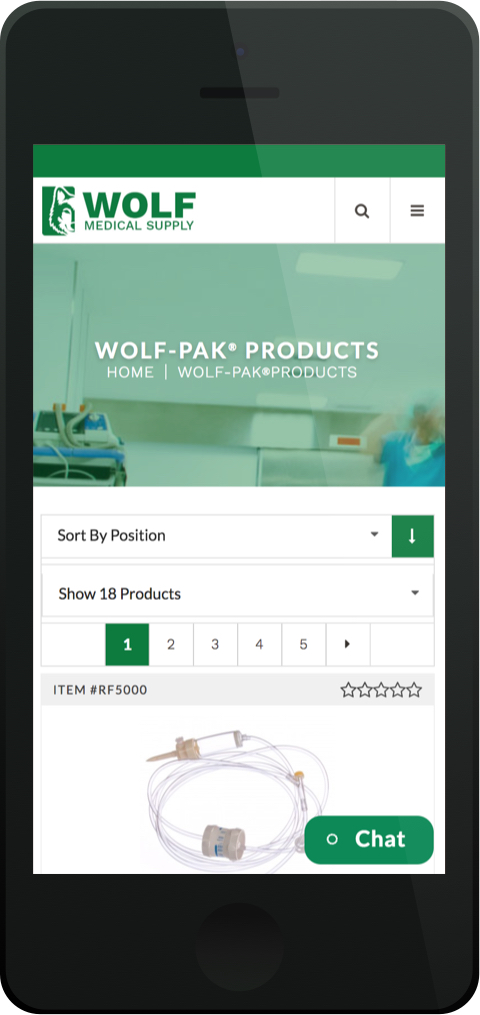 WOLF
MEDICAL SUPPLY
WOLF-PAK® PRODUCTS
HOME | WOLF-PAK®PRODUCTS
Sort By Position
Show 18 Products
1 2 3 4 5
ITEM #RF5000
Chat